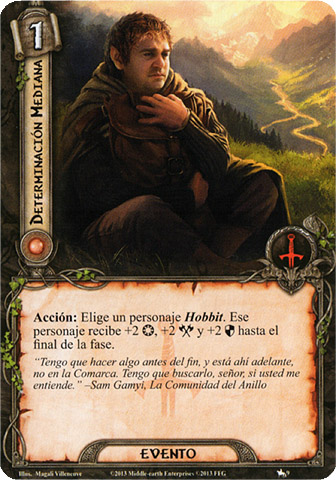 1
DETERMINACIÓN MEDIANA
Acción: Elige un personaje Hobbit. Ese
personaje recibe +2 , +2 y +2 hasta el
final de la fase.
“Tengo que hacer algo antes del fin, y está ahí adelante,
no en la Comarca. Tengo que buscarlo, señor, si usted me
entiende.” –Sam Gamyi, La Comunidad del Anillo
EVENTO
Illus. Magali Villeneuve
©2013 Middle-earth Enterprises ©2013 FFG
9